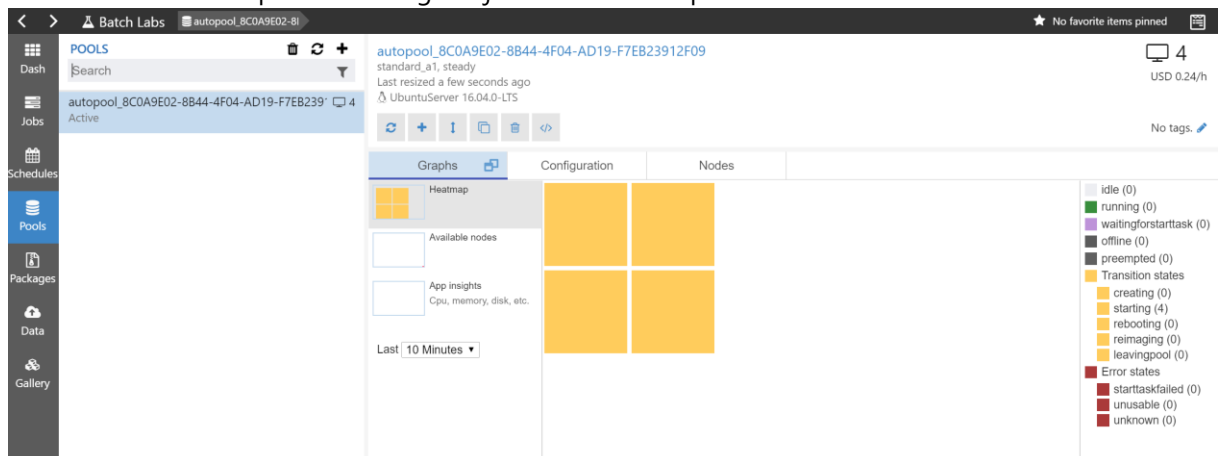 Batch Labs
autopool_8C0A9E02-8I
No favorite items pinned
Dash
Jobs
Schedules
Pools
Packages
Data
Gallery
POOLS
Search
autopool_8C0A9E02-8B44-4F04-AD19-F7EB239
4
Active
autopool_8C0A9E02-8B44-4F04-AD19-F7EB23912F09
standard_a1, steady
Last resized a few seconds ago
UbuntuServer 16.04.0-LTS
4
USD 0.24/h
No tags.
Graphs
Configuration
Nodes
Heatmap
Available nodes
App insights
Cpu, memory, disk, etc.
Last 10 Minutes
idle (0)
running (0)
waitingforstarttask (0)
offline (0)
preempted (0)
Transition states
creating (0)
starting (4)
rebooting (0)
reimaging (0)
leavingpool (0)
Error states
starttaskfailed (0)
unusable (0)
unknown (0)